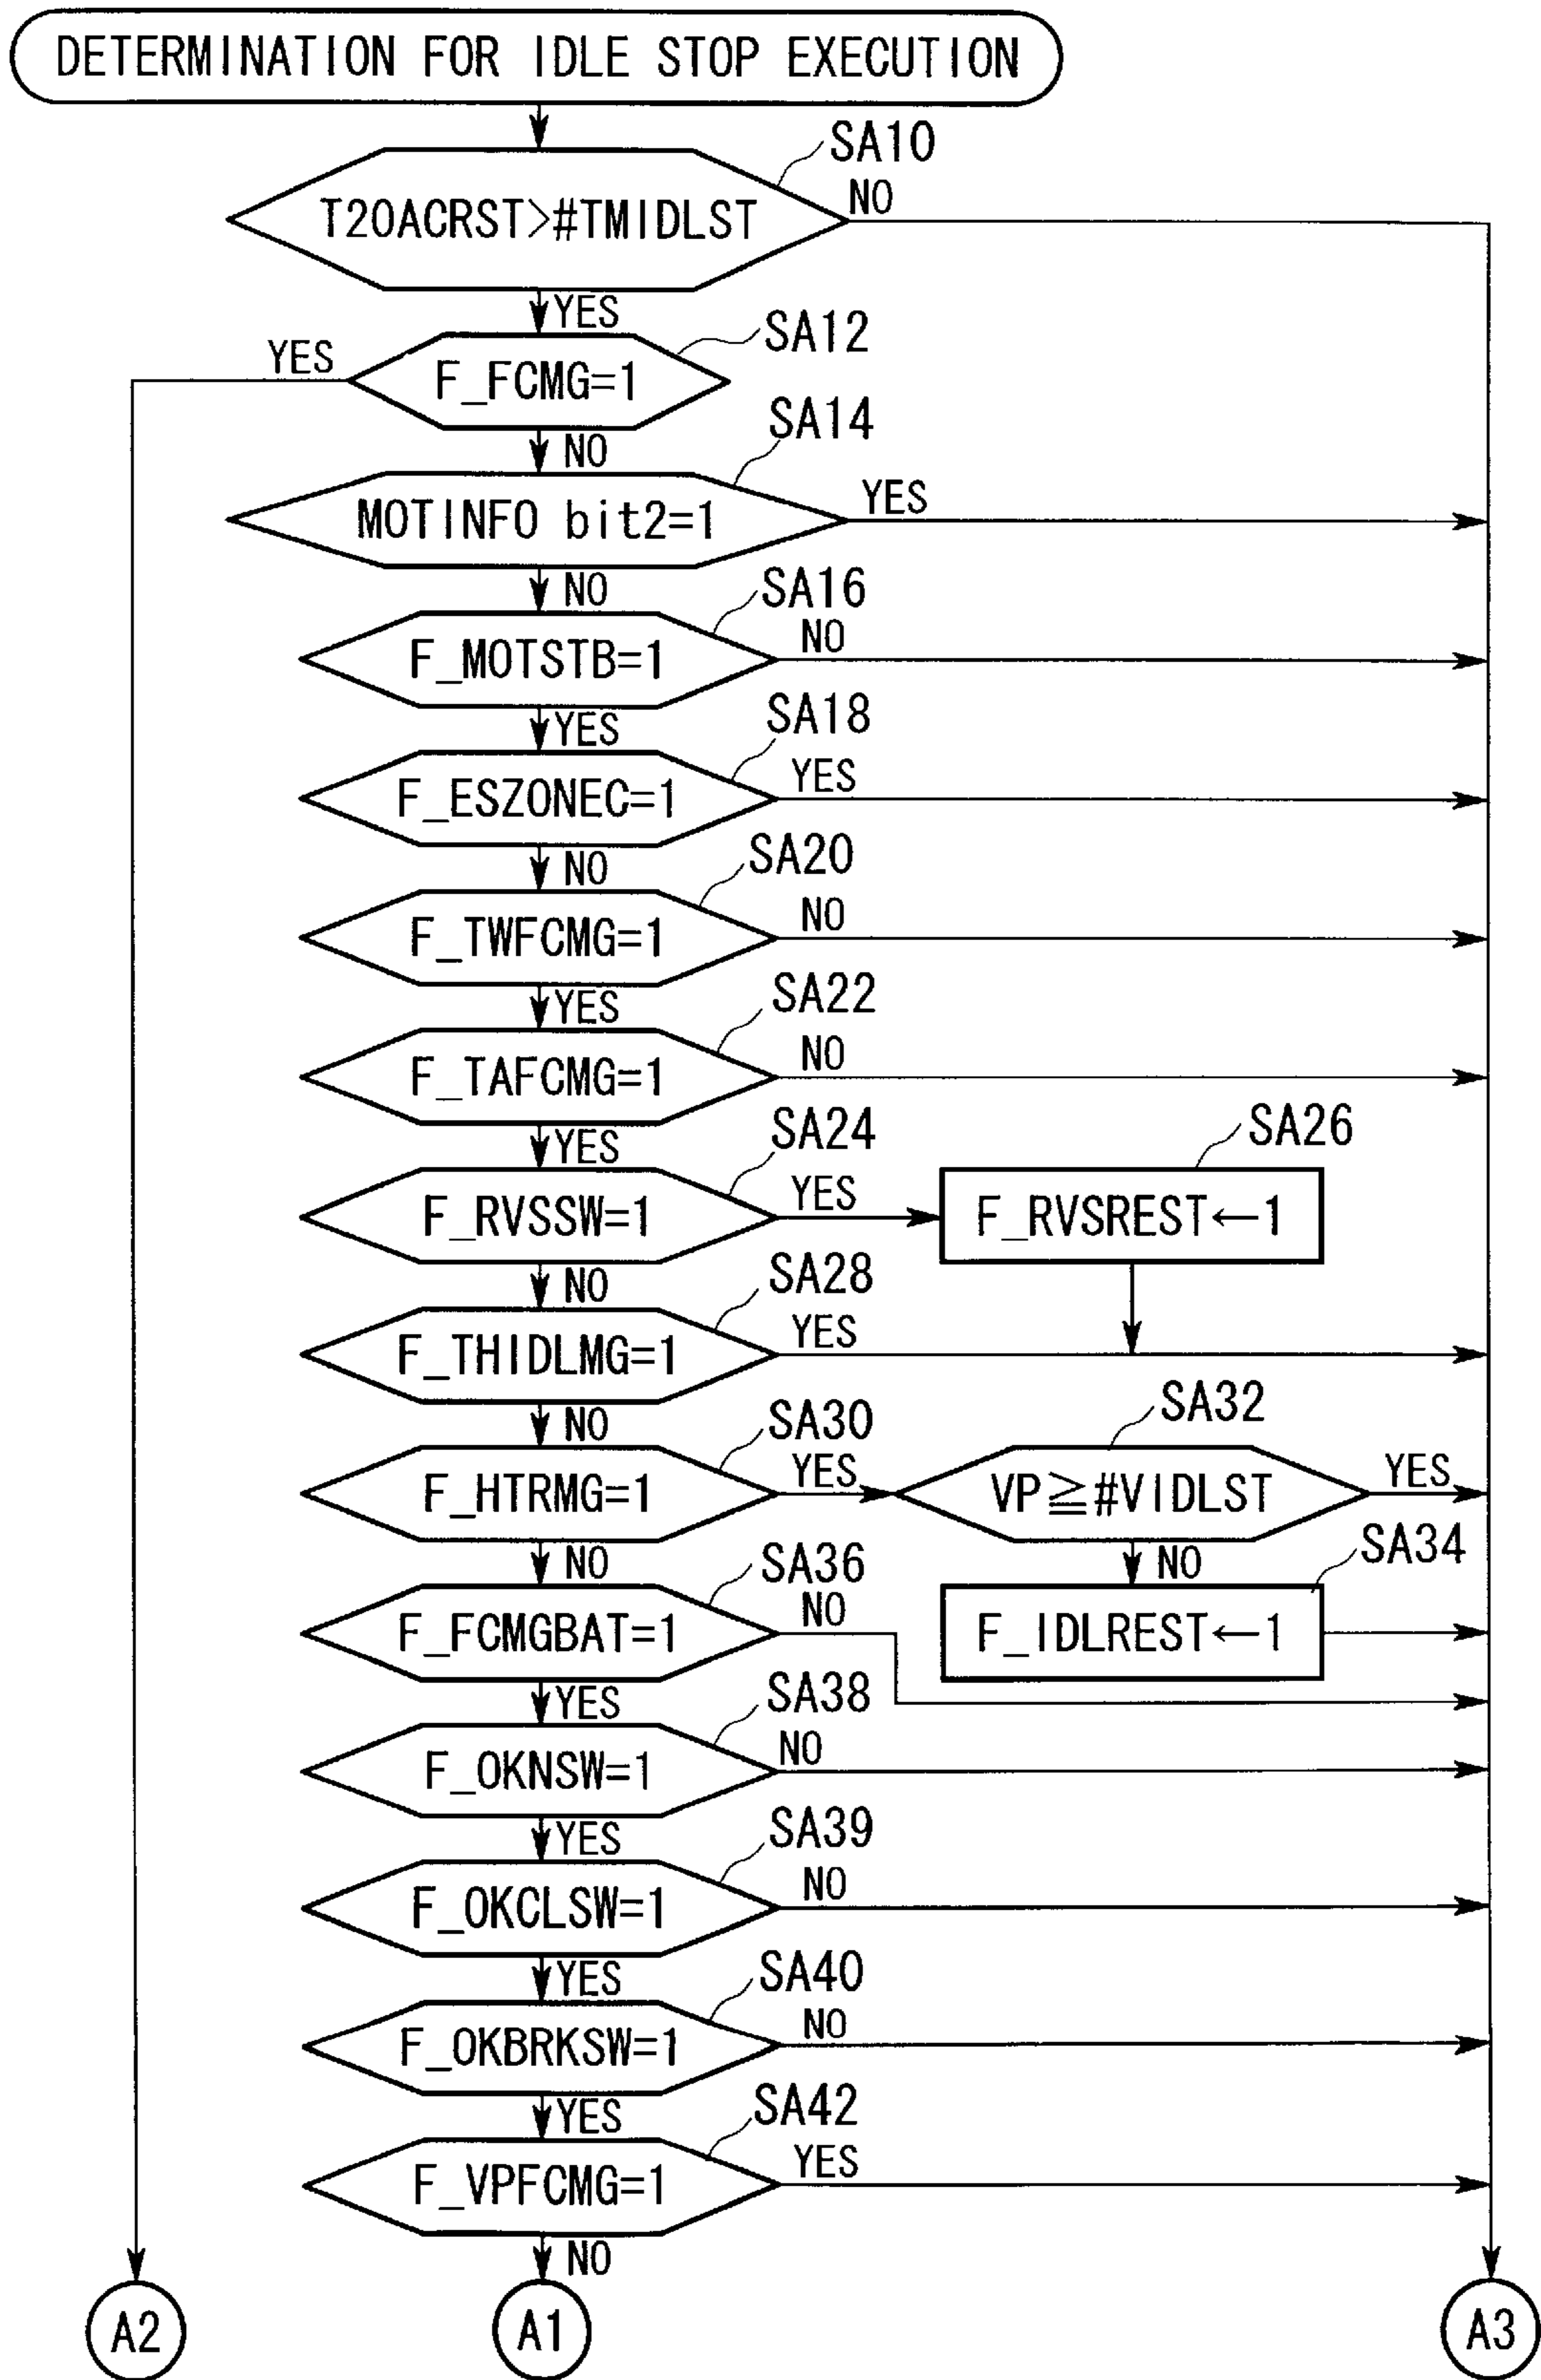 DETERMINATION FOR IDLE STOP EXECUTION
SA10
T20ACRST>#TMIDLST
NO
YES
SA12
YES
F_FCMG=1
NO
SA14
MOTINFO bit2=1
YES
NO
SA16
F_MOTSTB=1
NO
YES
SA18
F_ESZONEC=1
YES
NO
SA20
F_TWFCMG=1
NO
YES
SA22
F_TAFCMG=1
NO
YES
SA24
F_RVSSW=1
YES
SA26
F_RVSREST←1
NO
SA28
F_THIDLMG=1
YES
NO
SA30
F_HTRMG=1
YES
SA32
VP≧#VIDLST
YES
NO
NO
SA34
F_IDLREST←1
SA36
F_FCMGBAT=1
NO
YES
SA38
F_OKNSW=1
NO
YES
SA39
F_OKCLSW=1
NO
YES
SA40
F_OKBRKSW=1
NO
YES
SA42
F_VPFCMG=1
YES
NO
A2
A1
A3